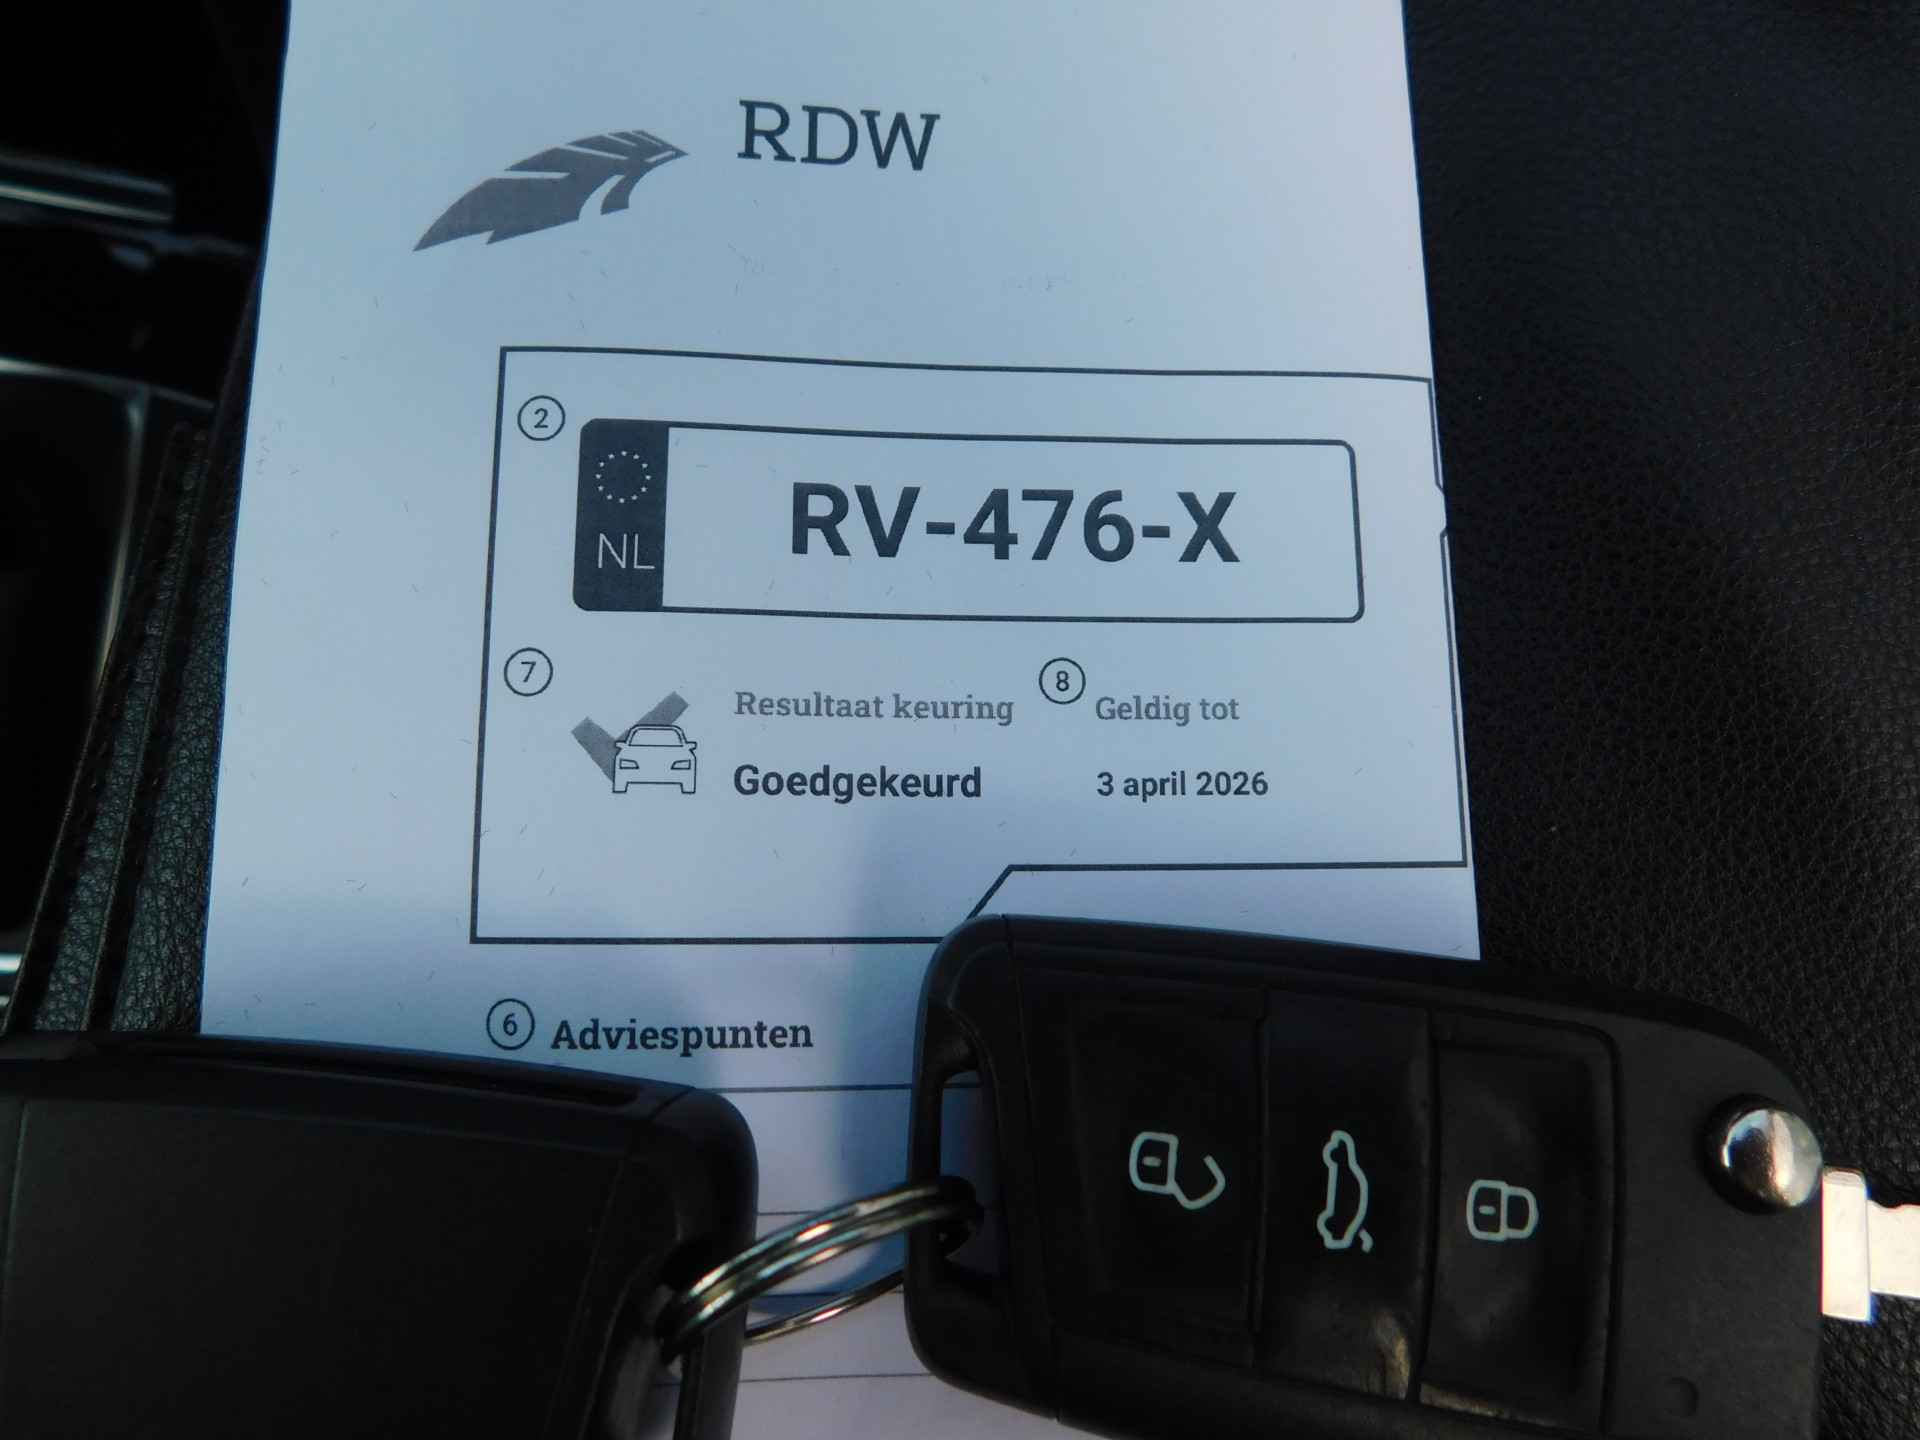 RDW
2
NL
RV-476-X
7
Resultaat keuring
8
Geldig tot
Goedgekeurd
3 april 2026
6 Adviespunten